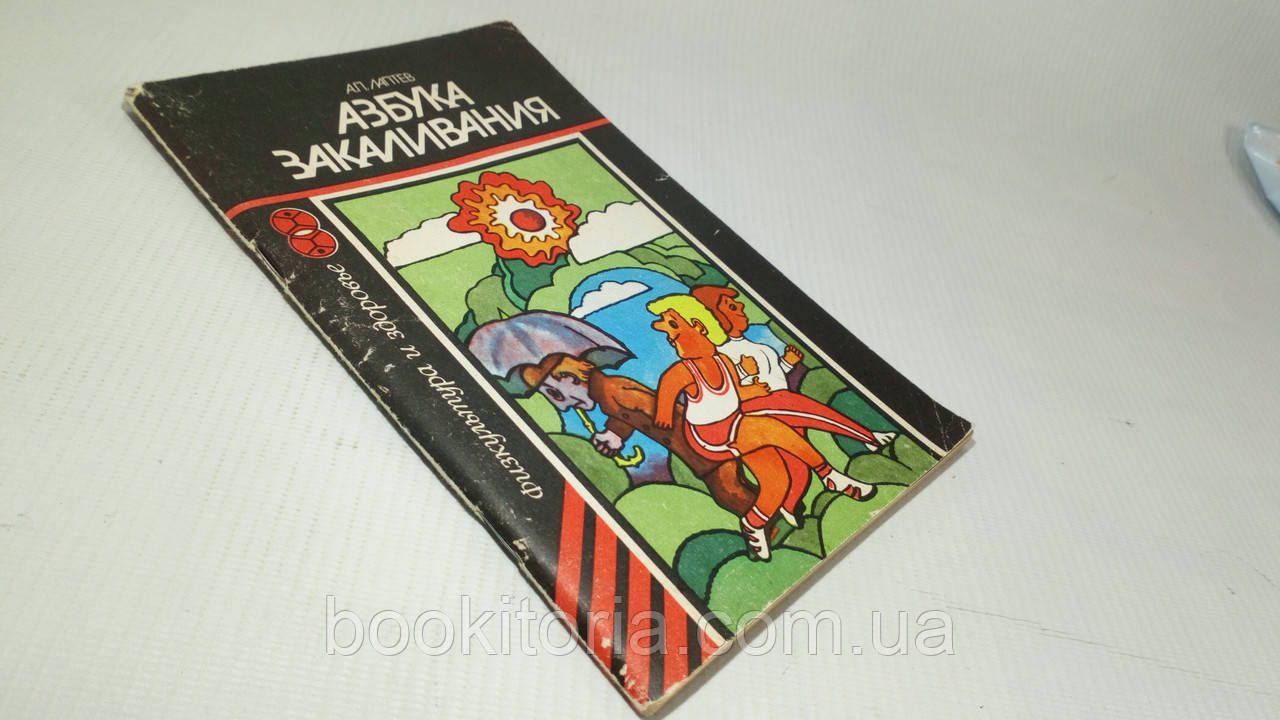 А.П. ЛАПТЕВ
АЗБУКА
ЗАКАЛИВАНИЯ
Физкультура и здоровье
bookitoria.com.ua